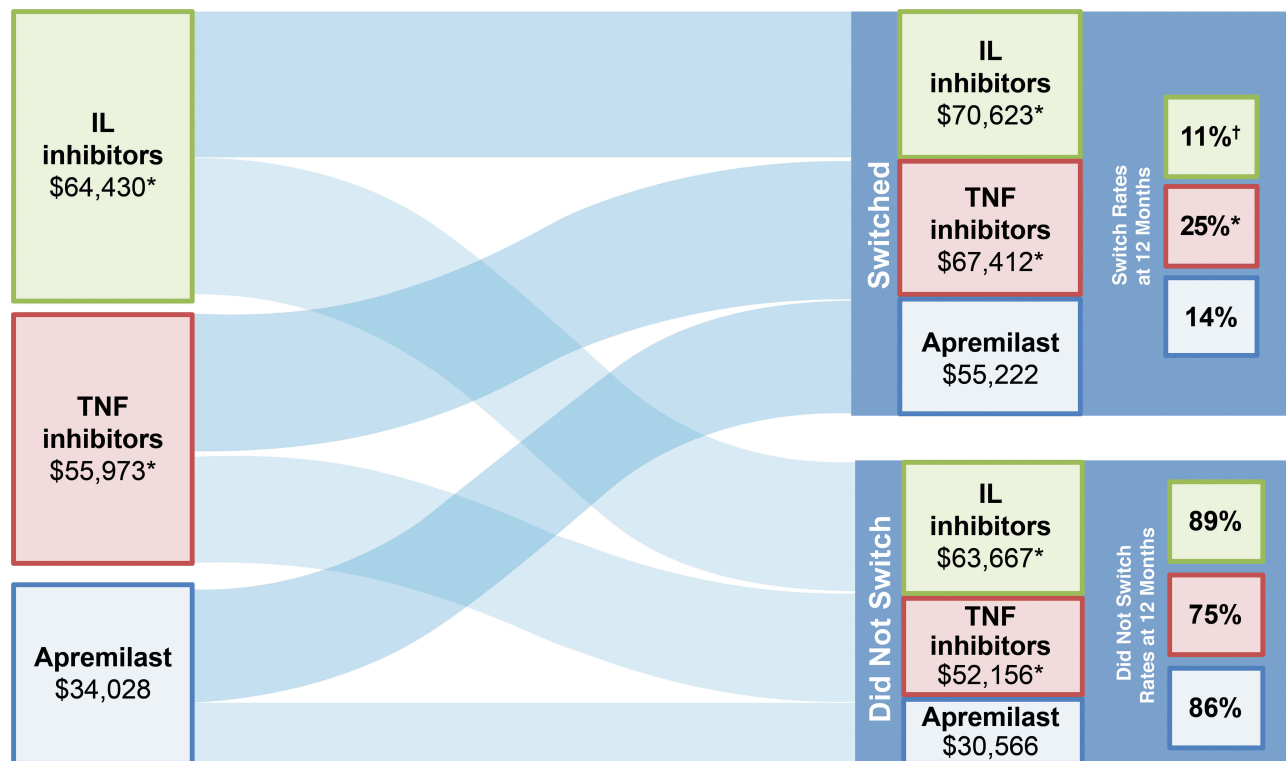 IL
inhibitors
$64,430*
TNF
inhibitors
$55,973*
Apremilast
$34,028
Switched
IL
inhibitors
$70,623*
TNF
inhibitors
$67,412*
Apremilast
$55,222
Switch Rates
at 12 Months
11%†
25%*
14%
Did Not Switch
IL
inhibitors
$63,667*
TNF
inhibitors
$52,156*
Apremilast
$30,566
Did Not Switch
Rates at 12 Months
89%
75%
86%